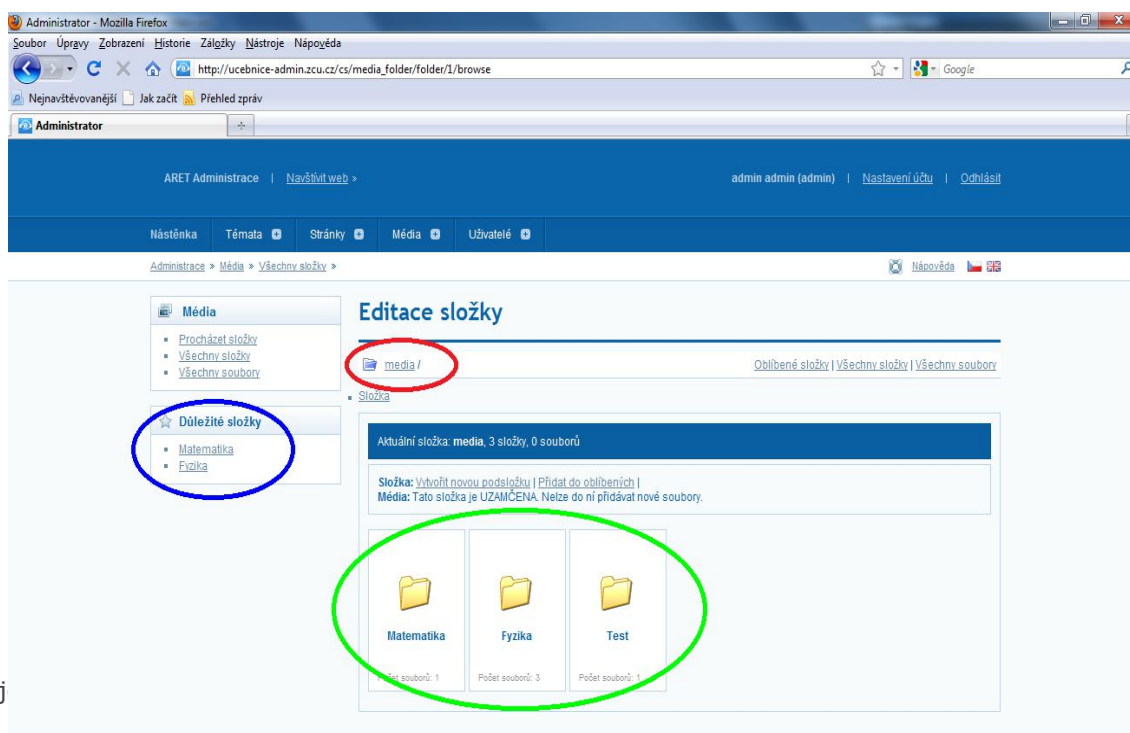 Administrator - Mozilla Firefox
Soubor Úpravy Zobrazení Historie Záložky Nástroje Nápověda
http://ucebnice-admin.zcu.cz/cs/media_folder/folder/1/browse
Google
Nejnavštěvovanější Jak začít Přehled zpráv
Administrator
ARET Administrace | Navštívit web »
admin admin (admin) | Nastavení účtu | Odhlásit
Nástěnka Témata Stránky Média Uživatelé
Administrace » Média » Všechny složky »
Nápověda
Média
Procházet složky
Všechny složky
Všechny soubory
Důležité složky
Matematika
Fyzika
Editace složky
media /
Oblíbené složky | Všechny složky | Všechny soubory
Složka
Aktuální složka: media, 3 složky, 0 souborů
Složka: Vytvořit novou podsložku | Přidat do oblíbených |
Média: Tato složka je UZAMČENA. Nelze do ní přidávat nové soubory.
Matematika Fyzika Test
Počet souborů: 1 Počet souborů: 3 Počet souborů: 1
j